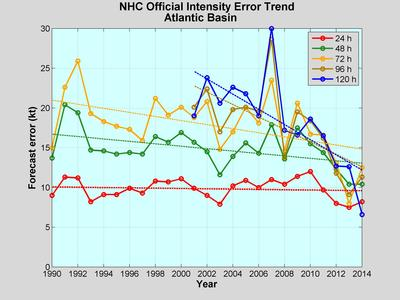 NHC Official Intensity Error Trend
Atlantic Basin
Forecast error (kt)
30
25
20
15
10
5
0
24 h
48 h
72 h
96 h
120 h
1990 1992 1994 1996 1998 2000 2002 2004 2006 2008 2010 2012 2014
Year